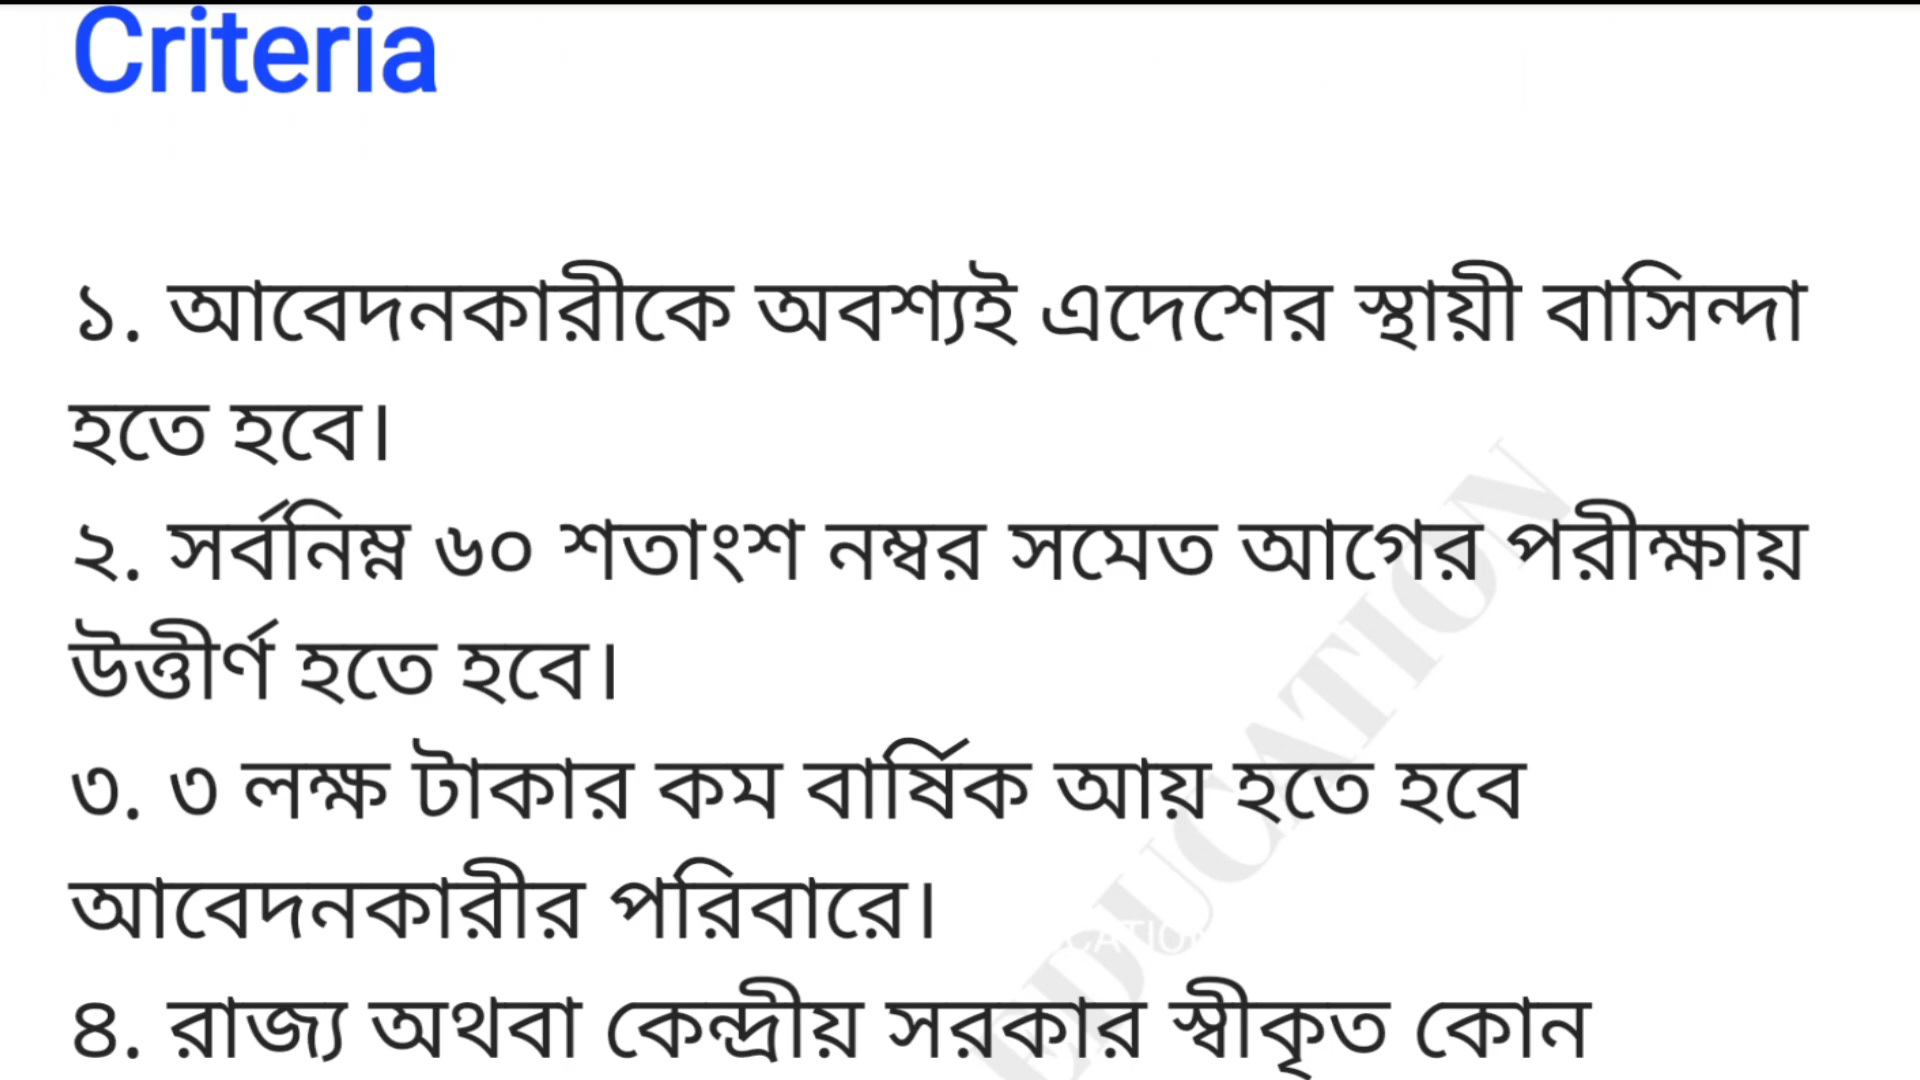 Criteria
১. আবেদনকারীকে অবশ্যই এদেশের স্থায়ী বাসিন্দা
হতে হবে।
২. সর্বনিম্ন ৬০ শতাংশ নম্বর সমেত আগের পরীক্ষায়
উত্তীর্ণ হতে হবে।
৩. ৩ লক্ষ টাকার কম বার্ষিক আয় হতে হবে
আবেদনকারীর পরিবারে।
৪. রাজ্য অথবা কেন্দ্রীয় সরকার স্বীকৃত কোন
EDUCATION